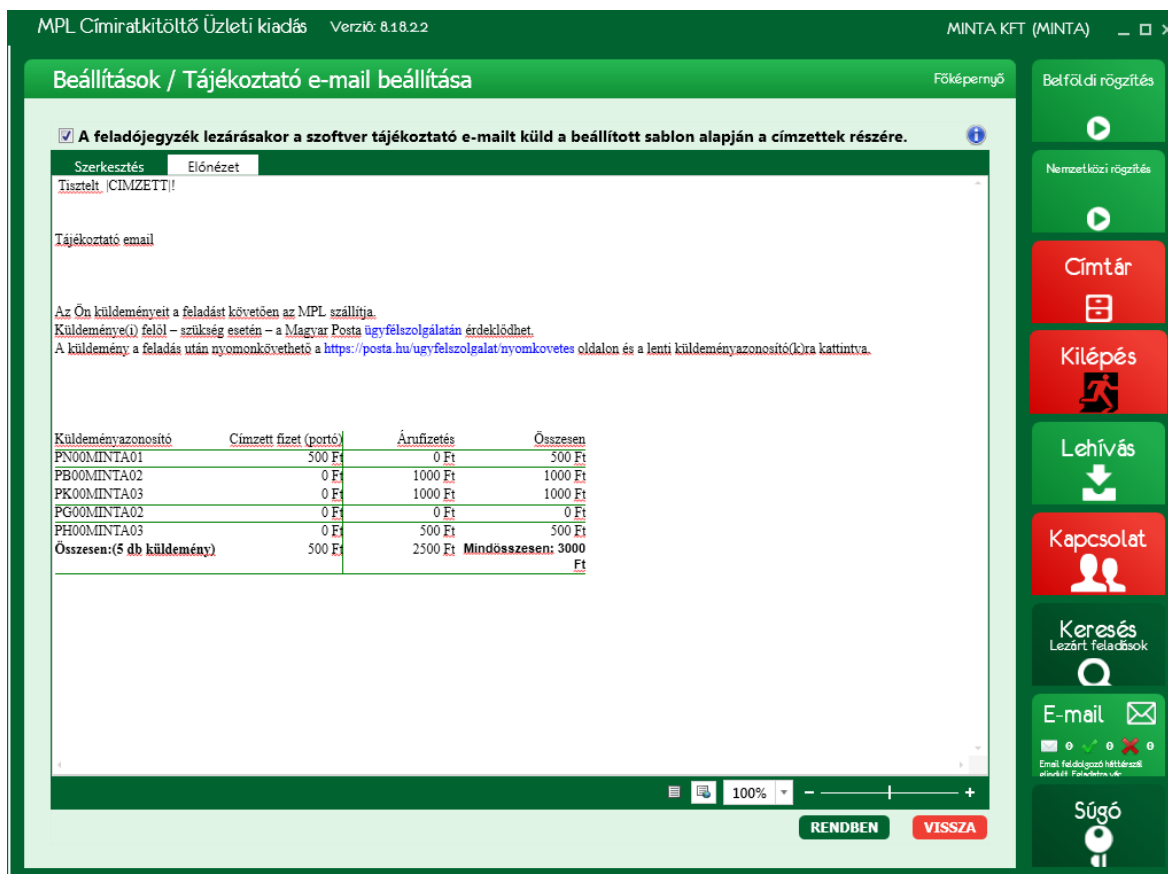 MPL Címiratkitöltő Üzleti kiadás Verzió: 8.18.2.2 MINTA KFT (MINTA)
Beállítások / Tájékoztató e-mail beállítása Főképernyő
A feladójegyzék lezárásakor a szoftver tájékoztató e-mailt küld a beállított sablon alapján a címzettek részére.
Szerkesztés Előnézet
Tisztelt |CIMZETT|!
Tájékoztató email
Az Ön küldeményeit a feladást követően az MPL szállítja.
Küldeménye(i) felől – szükség esetén – a Magyar Posta ügyfélszolgálatán érdeklődhet.
A küldemény a feladás után nyomonkövethető a https://posta.hu/ugyfelszolgalat/nyomkovetes oldalon és a lenti küldeményazonosító(k)ra kattintva.
Küldeményazonosító Címzett fizet (portó) Árufizetés Összesen
PN00MINTA01 500 Ft 0 Ft 500 Ft
PB00MINTA02 0 Ft 1000 Ft 1000 Ft
PK00MINTA03 0 Ft 1000 Ft 1000 Ft
PG00MINTA02 0 Ft 0 Ft 0 Ft
PH00MINTA03 0 Ft 500 Ft 500 Ft
Összesen:(5 db küldemény) 500 Ft 2500 Ft Mindösszesen: 3000
Ft
100%
RENDBEN VISSZA
Belföldi rögzítés
Nemzetközi rögzítés
Címtár
Kilépés
Lehívás
Kapcsolat
Keresés
Lezárt feladások
E-mail
0 0 0
Email feldolgozó háttérszál
elindult. Feladatra vár.
Súgó